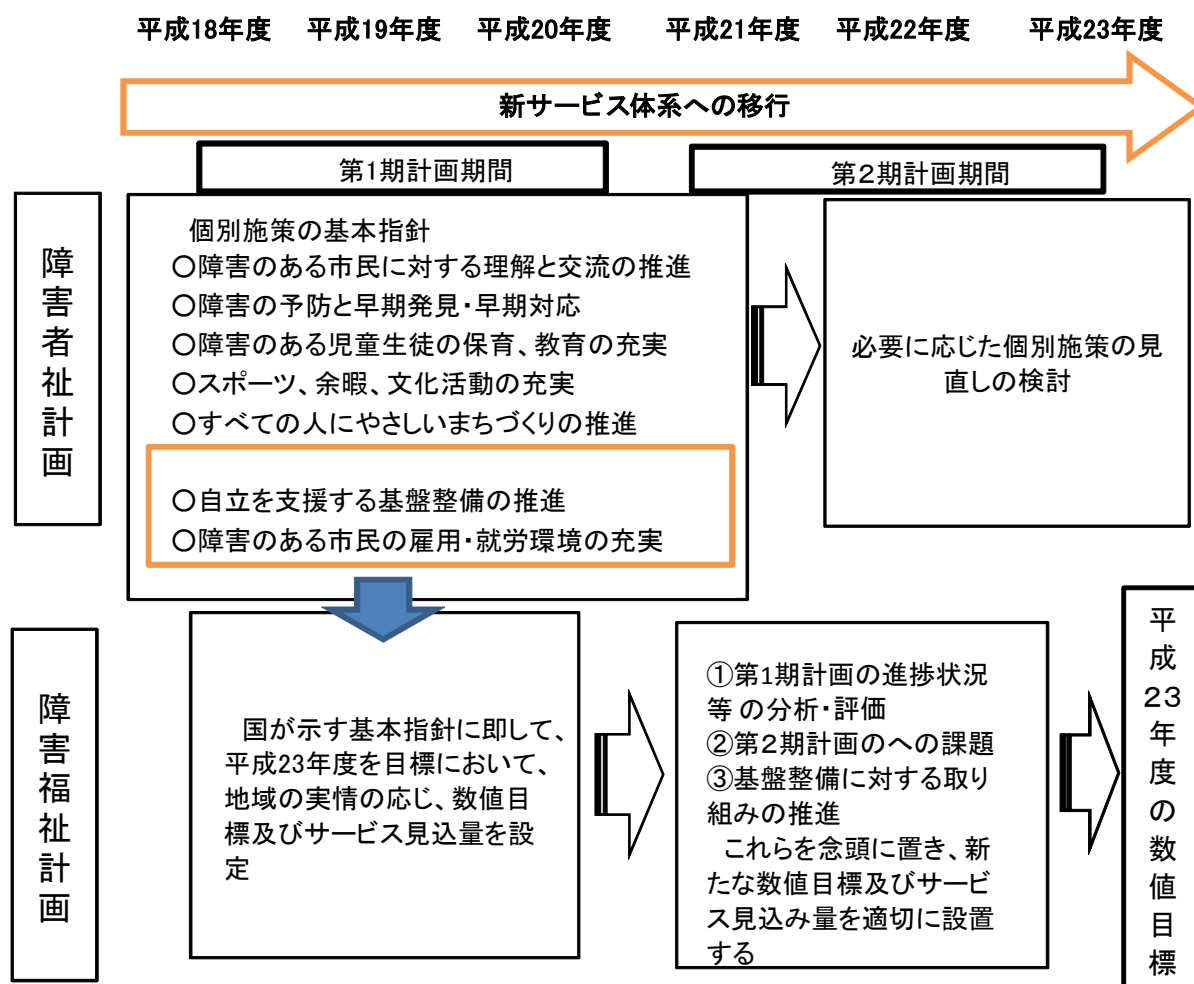 平成18年度 平成19年度 平成20年度 平成21年度 平成22年度 平成23年度
新サービス体系への移行
第1期計画期間
第2期計画期間
障害者祉計画
個別施策の基本指針
○障害のある市民に対する理解と交流の推進
○障害の予防と早期発見・早期対応
○障害のある児童生徒の保育、教育の充実
○スポーツ、余暇、文化活動の充実
○すべての人にやさしいまちづくりの推進
○自立を支援する基盤整備の推進
○障害のある市民の雇用・就労環境の充実
必要に応じた個別施策の見
直しの検討
障害福祉計画
国が示す基本指針に即して、
平成23年度を目標において、
地域の実情の応じ、数値目
標及びサービス見込量を設
定
①第1期計画の進捗状況
等 の分析・評価
②第2期計画のへの課題
③基盤整備に対する取り
組みの推進
これらを念頭に置き、新
たな数値目標及びサービ
ス見込み量を適切に設置
する
平成23年度の数値目標